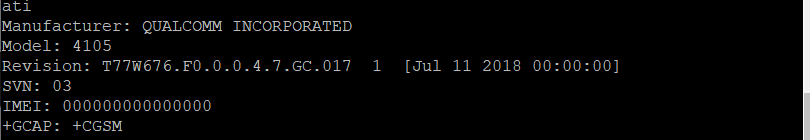 ati
Manufacturer: QUALCOMM INCORPORATED
Model: 4105
Revision: T77W676.F0.0.0.4.7.GC.017  1  [Jul 11 2018 00:00:00]
SVN: 03
IMEI: 000000000000000
+GCAP: +CGSM